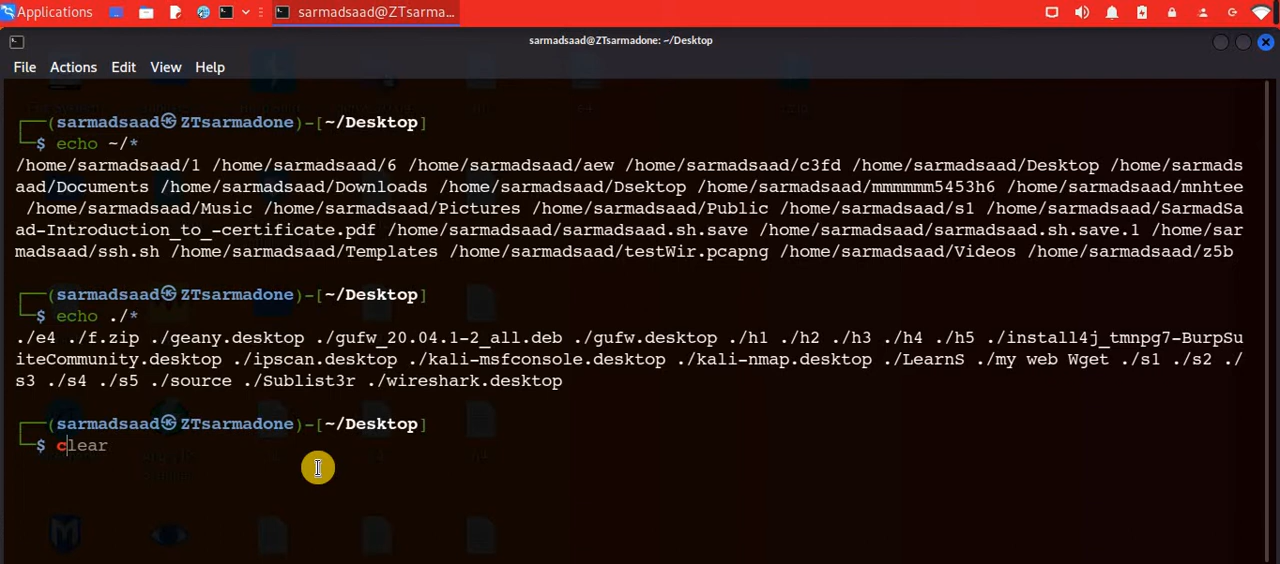 Applications sarmadsaad@ZTsarma...
sarmadsaad@ZTsarmadone: ~/Desktop
File Actions Edit View Help
┌──(sarmadsaad㉿ZTsarmadone)-[~/Desktop]
└─$ echo ~/*
/home/sarmadsaad/1 /home/sarmadsaad/6 /home/sarmadsaad/aew /home/sarmadsaad/c3fd /home/sarmadsaad/Desktop /home/sarmads
aad/Documents /home/sarmadsaad/Downloads /home/sarmadsaad/Dsektop /home/sarmadsaad/mmmmmm5453h6 /home/sarmadsaad/mnhtee
/home/sarmadsaad/Music /home/sarmadsaad/Pictures /home/sarmadsaad/Public /home/sarmadsaad/s1 /home/sarmadsaad/SarmadSa
ad-Introduction_to_-certificate.pdf /home/sarmadsaad/sarmadsaad.sh.save /home/sarmadsaad/sarmadsaad.sh.save.1 /home/sar
madsaad/ssh.sh /home/sarmadsaad/Templates /home/sarmadsaad/testWir.pcapng /home/sarmadsaad/Videos /home/sarmadsaad/z5b
┌──(sarmadsaad㉿ZTsarmadone)-[~/Desktop]
└─$ echo ./*
./e4 ./f.zip ./geany.desktop ./gufw_20.04.1-2_all.deb ./gufw.desktop ./h1 ./h2 ./h3 ./h4 ./h5 ./install4j_tmnpg7-BurpSu
iteCommunity.desktop ./ipscan.desktop ./kali-msfconsole.desktop ./kali-nmap.desktop ./LearnS ./my web Wget ./s1 ./s2 ./
s3 ./s4 ./s5 ./source ./Sublist3r ./wireshark.desktop
┌──(sarmadsaad㉿ZTsarmadone)-[~/Desktop]
└─$ clear